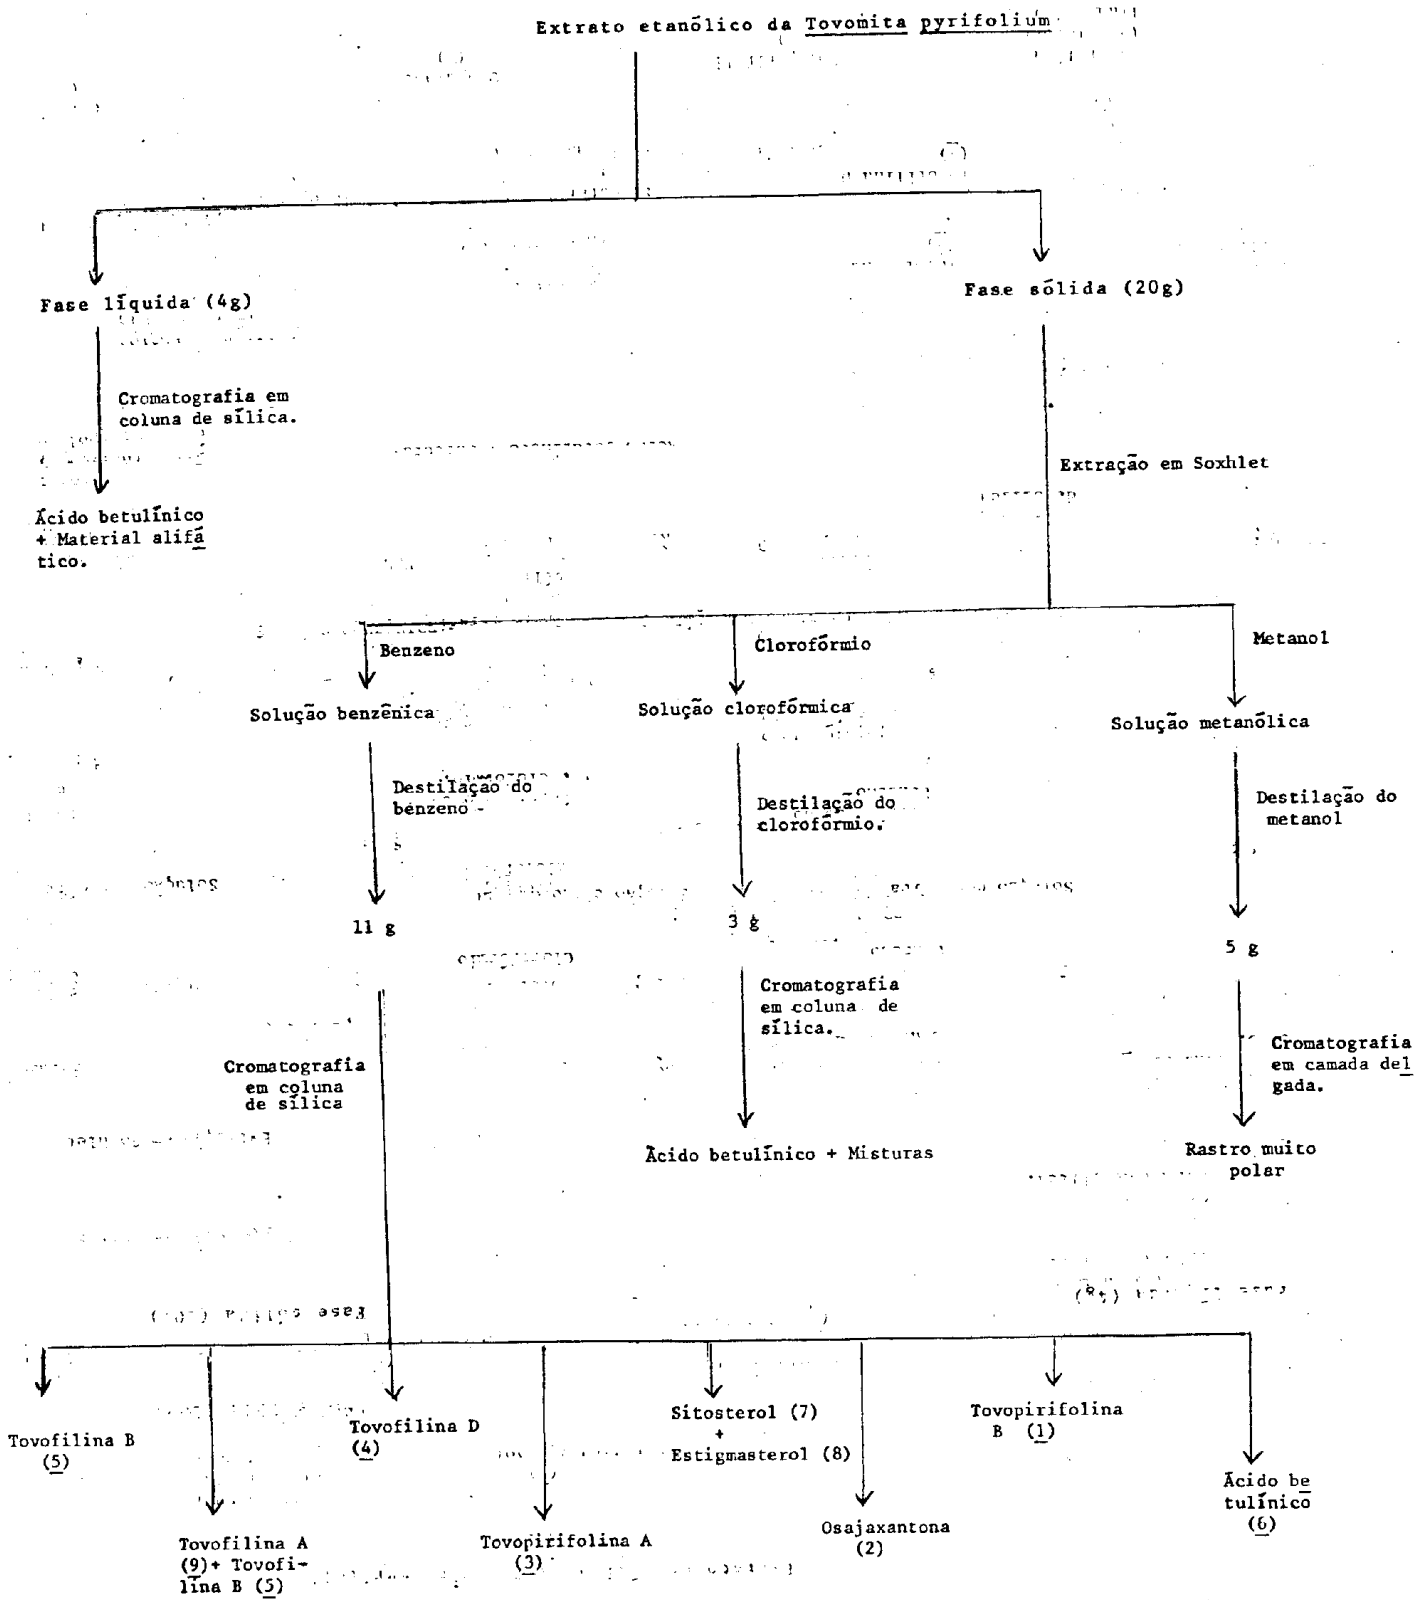 Extrato etanólico da Tovomita pyrifolium
Fase líquida (4g)
Fase sólida (20g)
Cromatografia em
coluna de sílica.
Extração em Soxhlet
Ácido betulínico
+ Material alifá
tico.
Benzeno
Clorofórmio
Metanol
Solução benzênica
Solução clorofórmica
Solução metanólica
Destilação do
benzeno
Destilação do
clorofórmio.
Destilação do
metanol
11 g
3 g
5 g
Cromatografia
em coluna
de sílica
Cromatografia
em coluna de
sílica.
Cromatografia
em camada del
gada.
Ácido betulínico + Misturas
Rastro muito
polar
Tovofilina B
(5)
Tovofilina A
(9)+ Tovofi-
lina B (5)
Tovofilina D
(4)
Tovopirifolina A
(3)
Sitosterol (7)
+
Estigmasterol (8)
Osajaxantona
(2)
Tovopirifolina
B (1)
Ácido be
tulínico
(6)